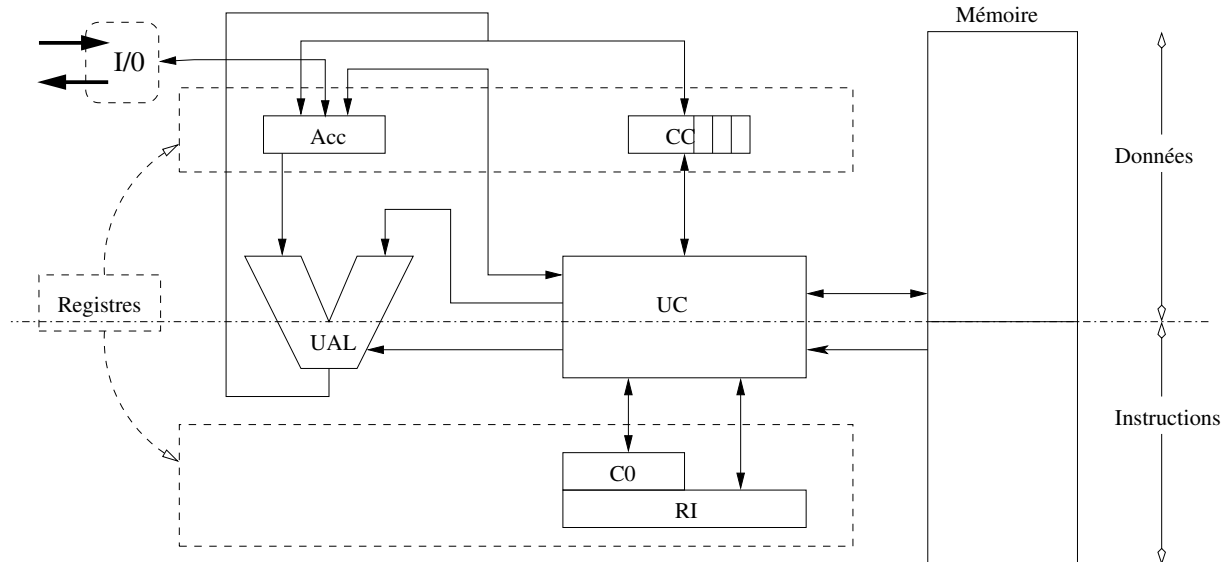 Mémoire
I/0
Acc
CC
Données
Registres
UC
UAL
Instructions
C0
RI